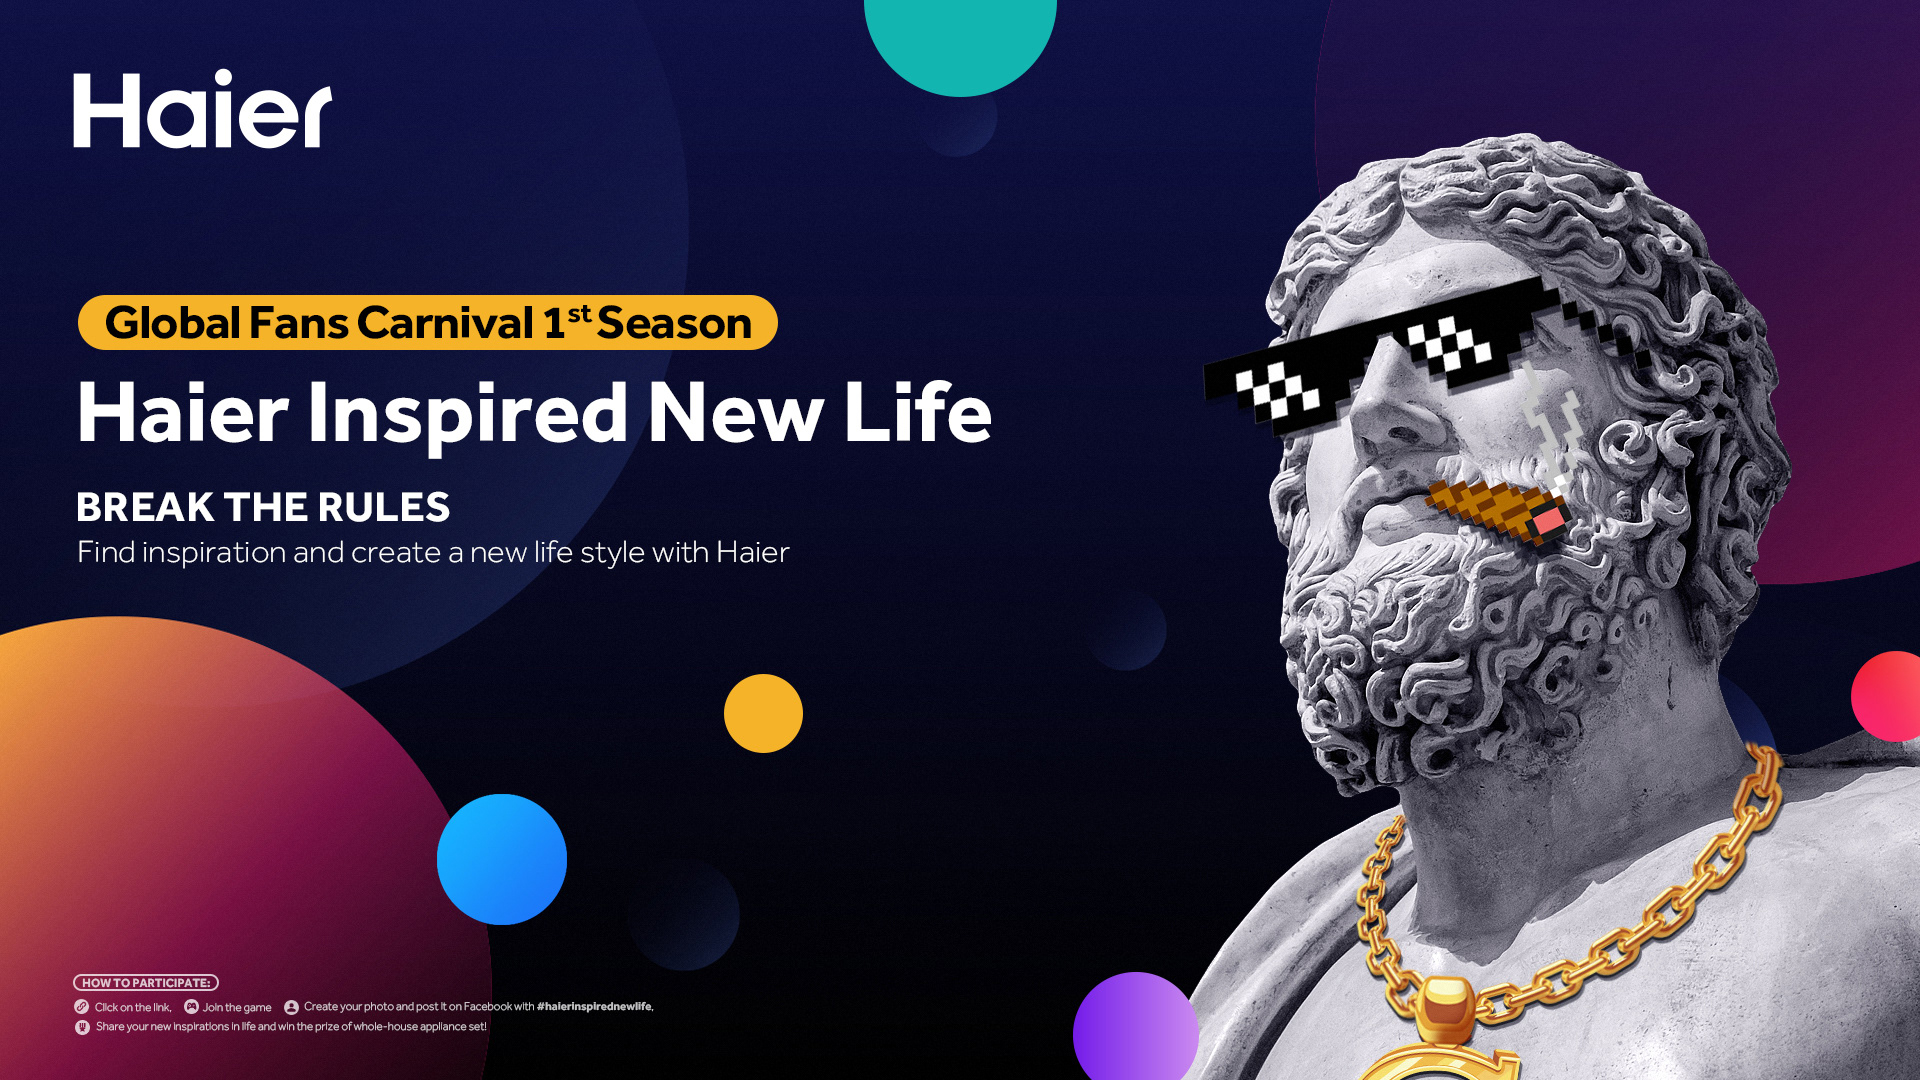 Haier
Global Fans Carnival 1st Season
Haier Inspired New Life
BREAK THE RULES
Find inspiration and create a new life style with Haier
HOW TO PARTICIPATE:
Click on the link, Join the game Create your photo and post it on Facebook with #haierinspirednewlife,
Share your new inspirations in life and win the prize of whole-house appliance set!